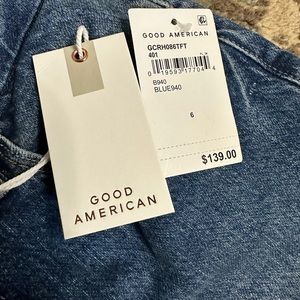 GOOD AMERICAN
GCRH086TFT
401
0 19593 17704 4
B940
BLUE940
6
$139.00
GOOD
AMERICAN